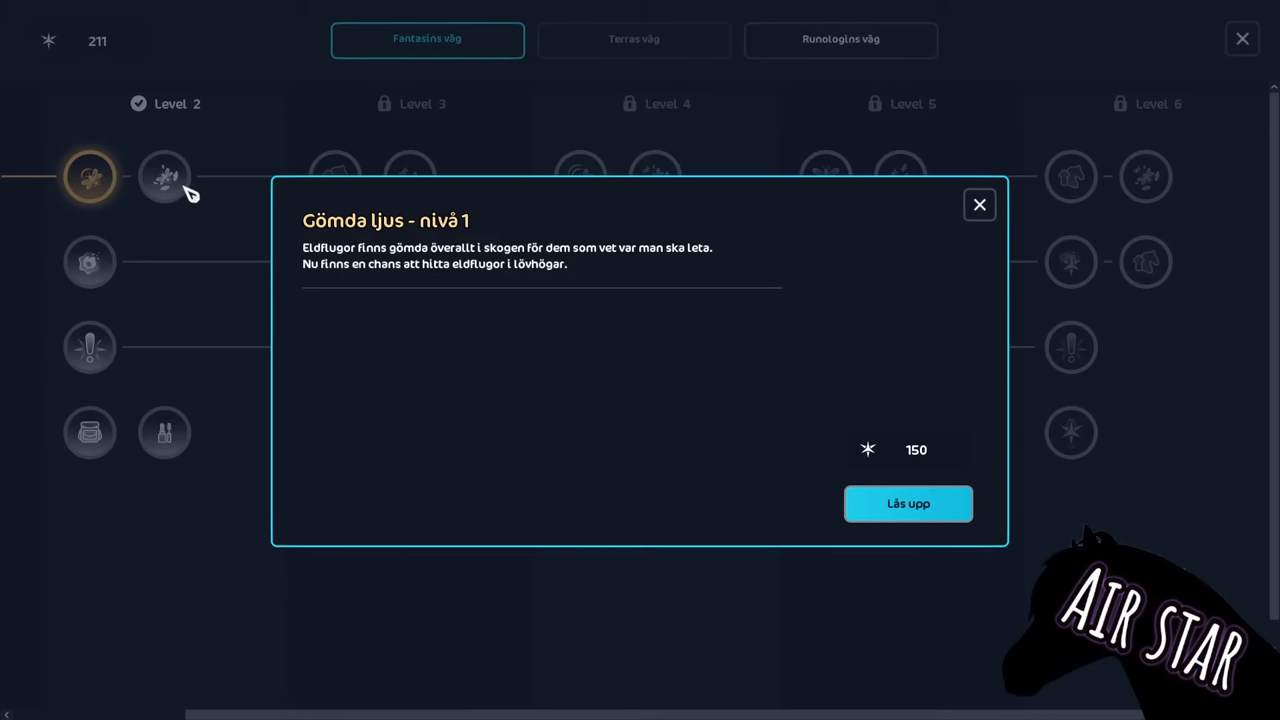 211
Fantasins väg
Terras väg
Runologins väg
Level 2
Level 3
Level 4
Level 5
Level 6
Gömda ljus - nivå 1
Eldflugor finns gömda överallt i skogen för dem som vet var man ska leta.
Nu finns en chans att hitta eldflugor i lövhögar.
150
Lås upp
AIR STAR